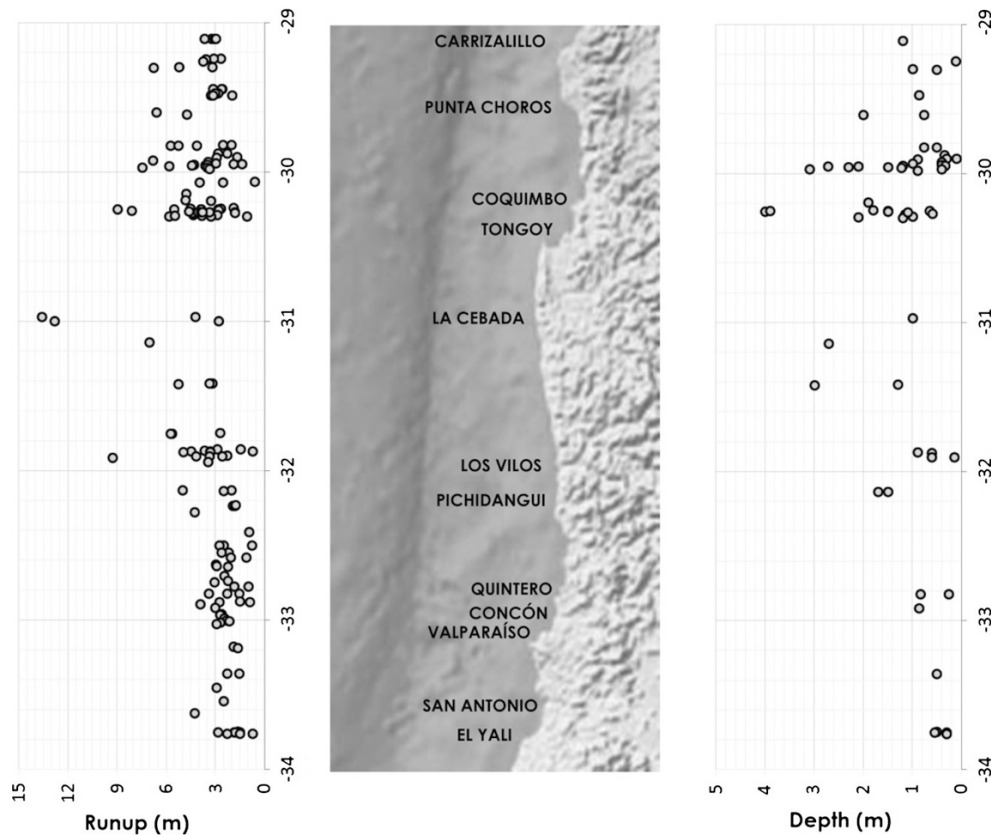 -29
-30
-31
-32
-33
-34
15
12
9
6
3
0
Runup (m)
CARRIZALILLO
PUNTA CHOROS
COQUIMBO
TONGOY
LA CEBADA
LOS VILOS
PICHIDANGUI
QUINTERO
CONCÓN
VALPARAÍSO
SAN ANTONIO
EL YALI
-29
-30
-31
-32
-33
-34
5
4
3
2
1
0
Depth (m)